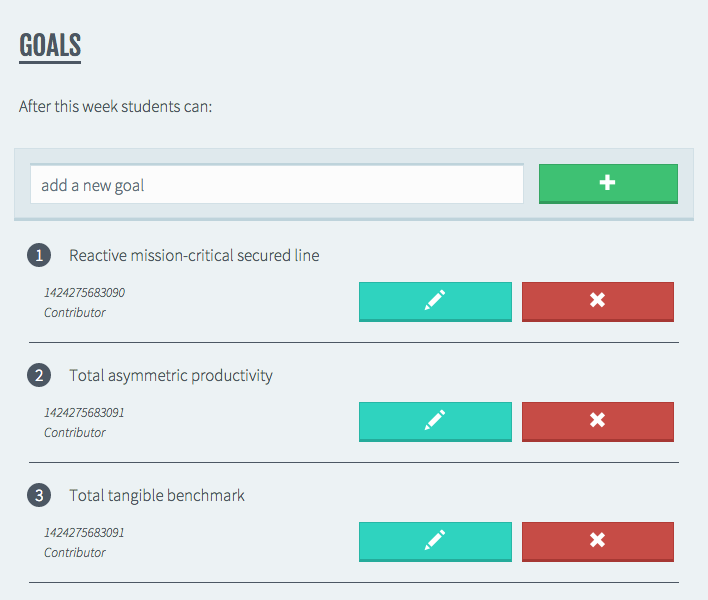 GOALS
After this week students can:
add a new goal
1 Reactive mission-critical secured line
1424275683090
Contributor
2 Total asymmetric productivity
1424275683091
Contributor
3 Total tangible benchmark
1424275683091
Contributor